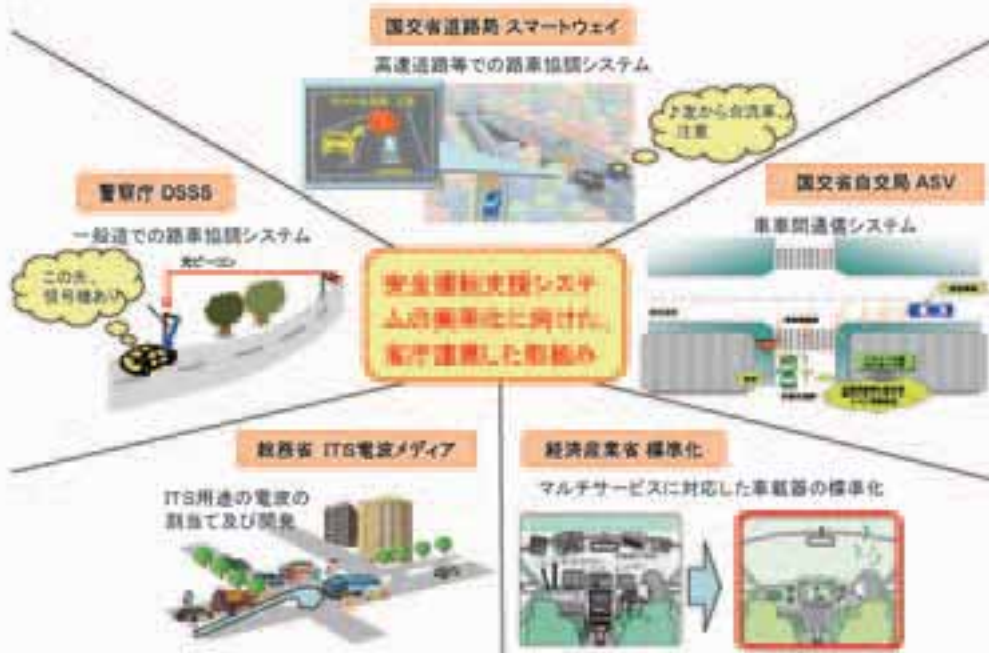 国交省道路局 スマートウェイ
高速道路等での路車協調システム
♪左から合流車、
注意
警察庁 DSSS
一般道での路車協調システム
光ビーコン
この先、
信号機あり
国交省自交局 ASV
車車間通信システム
安全運転支援システ
ムの実用化に向けた、
省庁連携した取組み
総務省 ITS電波メディア
ITS用途の電波の
割当て及び開発
経済産業省 標準化
マルチサービスに対応した車載器の標準化